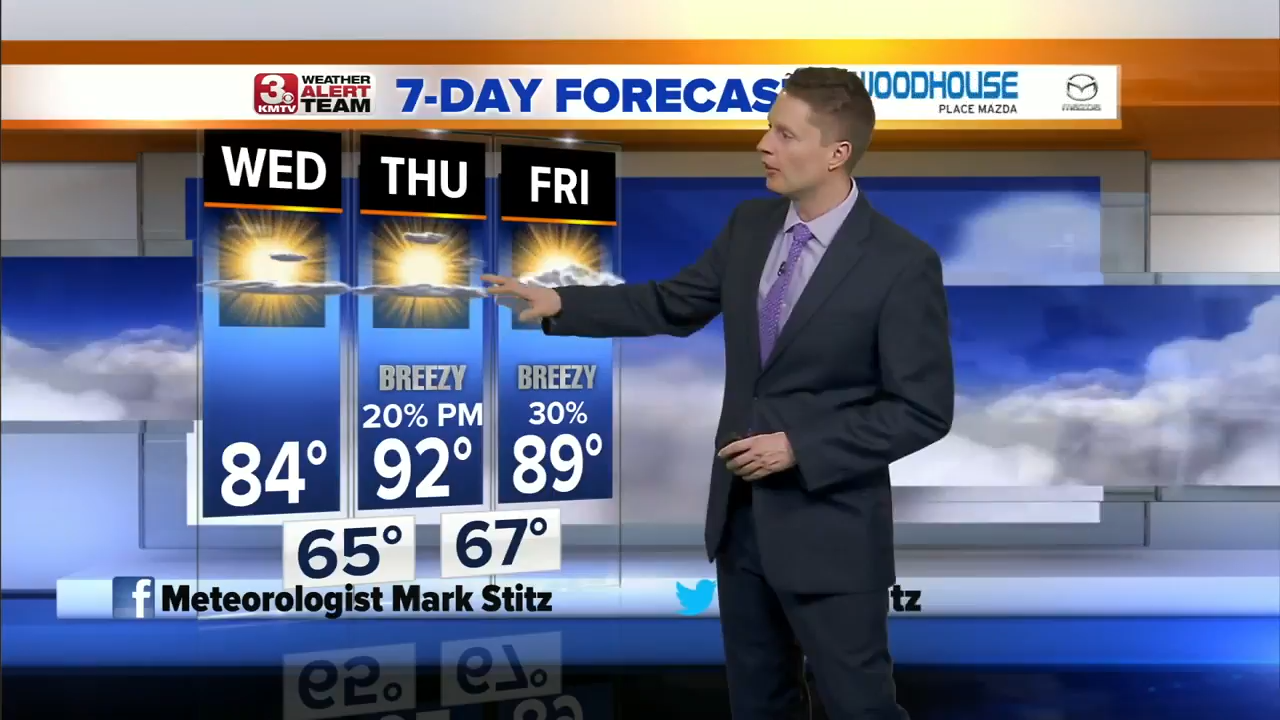 3 KMTV
WEATHER
ALERT
TEAM
7-DAY FORECAS
WOODHOUSE
PLACE MAZDA
mazda
WED
THU
FRI
BREEZY
BREEZY
20% PM
30%
84°
92°
89°
65°
67°
f Meteorologist Mark Stitz
tz